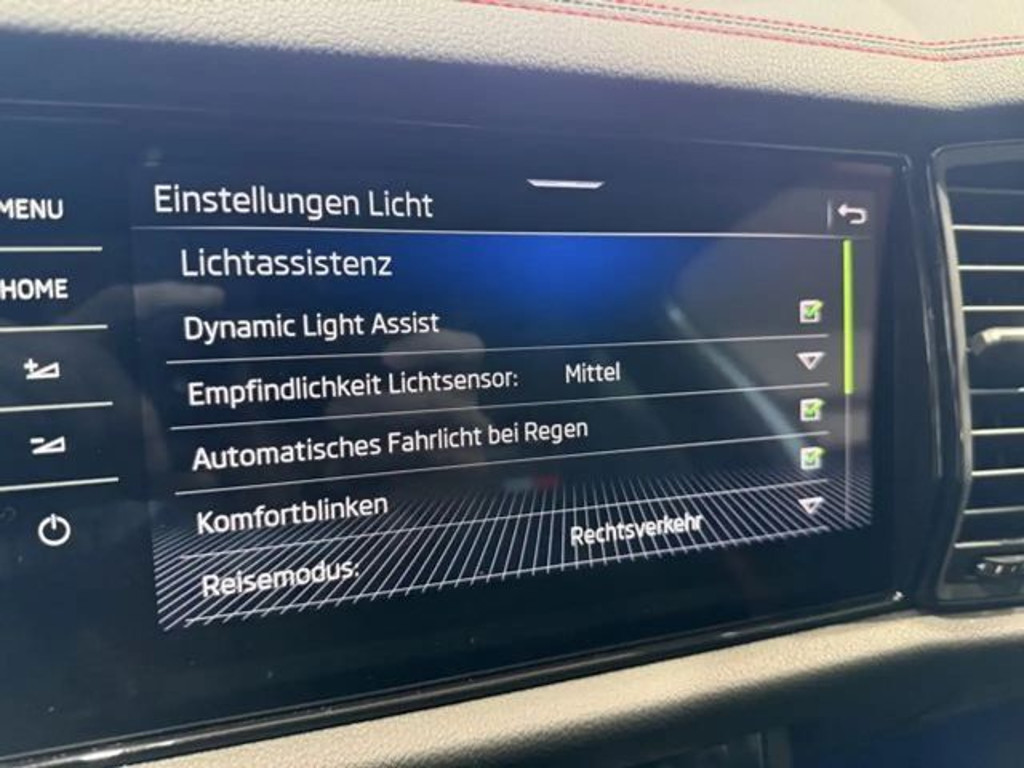 MENU
HOME
Einstellungen Licht
Lichtassistenz
Dynamic Light Assist
Empfindlichkeit Lichtsensor: Mittel
Automatisches Fahrlicht bei Regen
Komfortblinken
Reisemodus: Rechtsverkehr